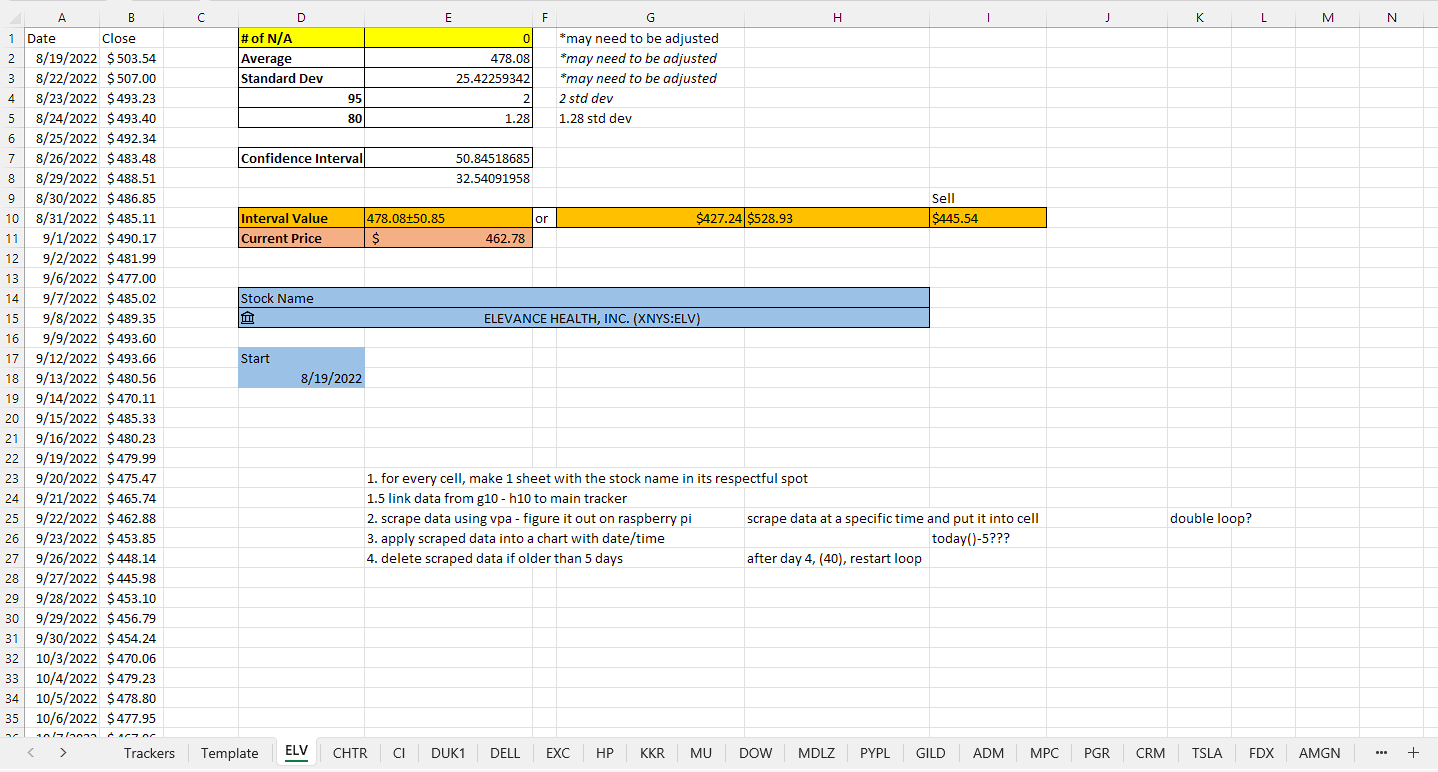 A B C D E F G H I J K L M N
1 Date Close # of N/A 0 *may need to be adjusted
2 8/19/2022 $ 503.54 Average 478.08 *may need to be adjusted
3 8/22/2022 $ 507.00 Standard Dev 25.42259342 *may need to be adjusted
4 8/23/2022 $ 493.23 95 2 2 std dev
5 8/24/2022 $ 493.40 80 1.28 1.28 std dev
6 8/25/2022 $ 492.34
7 8/26/2022 $ 483.48 Confidence Interval 50.84518685
8 8/29/2022 $ 488.51 32.54091958
9 8/30/2022 $ 486.85 Sell
10 8/31/2022 $ 485.11 Interval Value 478.08±50.85 or $427.24 $528.93 $445.54
11 9/1/2022 $ 490.17 Current Price $ 462.78
12 9/2/2022 $ 481.99
13 9/6/2022 $ 477.00
14 9/7/2022 $ 485.02 Stock Name
15 9/8/2022 $ 489.35 ELEVANCE HEALTH, INC. (XNYS:ELV)
16 9/9/2022 $ 493.60
17 9/12/2022 $ 493.66 Start
18 9/13/2022 $ 480.56 8/19/2022
19 9/14/2022 $ 470.11
20 9/15/2022 $ 485.33
21 9/16/2022 $ 480.23
22 9/19/2022 $ 479.99
23 9/20/2022 $ 475.47 1. for every cell, make 1 sheet with the stock name in its respectful spot
24 9/21/2022 $ 465.74 1.5 link data from g10 - h10 to main tracker
25 9/22/2022 $ 462.88 2. scrape data using vpa - figure it out on raspberry pi scrape data at a specific time and put it into cell double loop?
26 9/23/2022 $ 453.85 3. apply scraped data into a chart with date/time today()-5???
27 9/26/2022 $ 448.14 4. delete scraped data if older than 5 days after day 4, (40), restart loop
28 9/27/2022 $ 445.98
29 9/28/2022 $ 453.10
30 9/29/2022 $ 456.79
31 9/30/2022 $ 454.24
32 10/3/2022 $ 470.06
33 10/4/2022 $ 479.23
34 10/5/2022 $ 478.80
35 10/6/2022 $ 477.95
Trackers Template ELV CHTR CI DUK1 DELL EXC HP KKR MU DOW MDLZ PYPL GILD ADM MPC PGR CRM TSLA FDX AMGN ... +